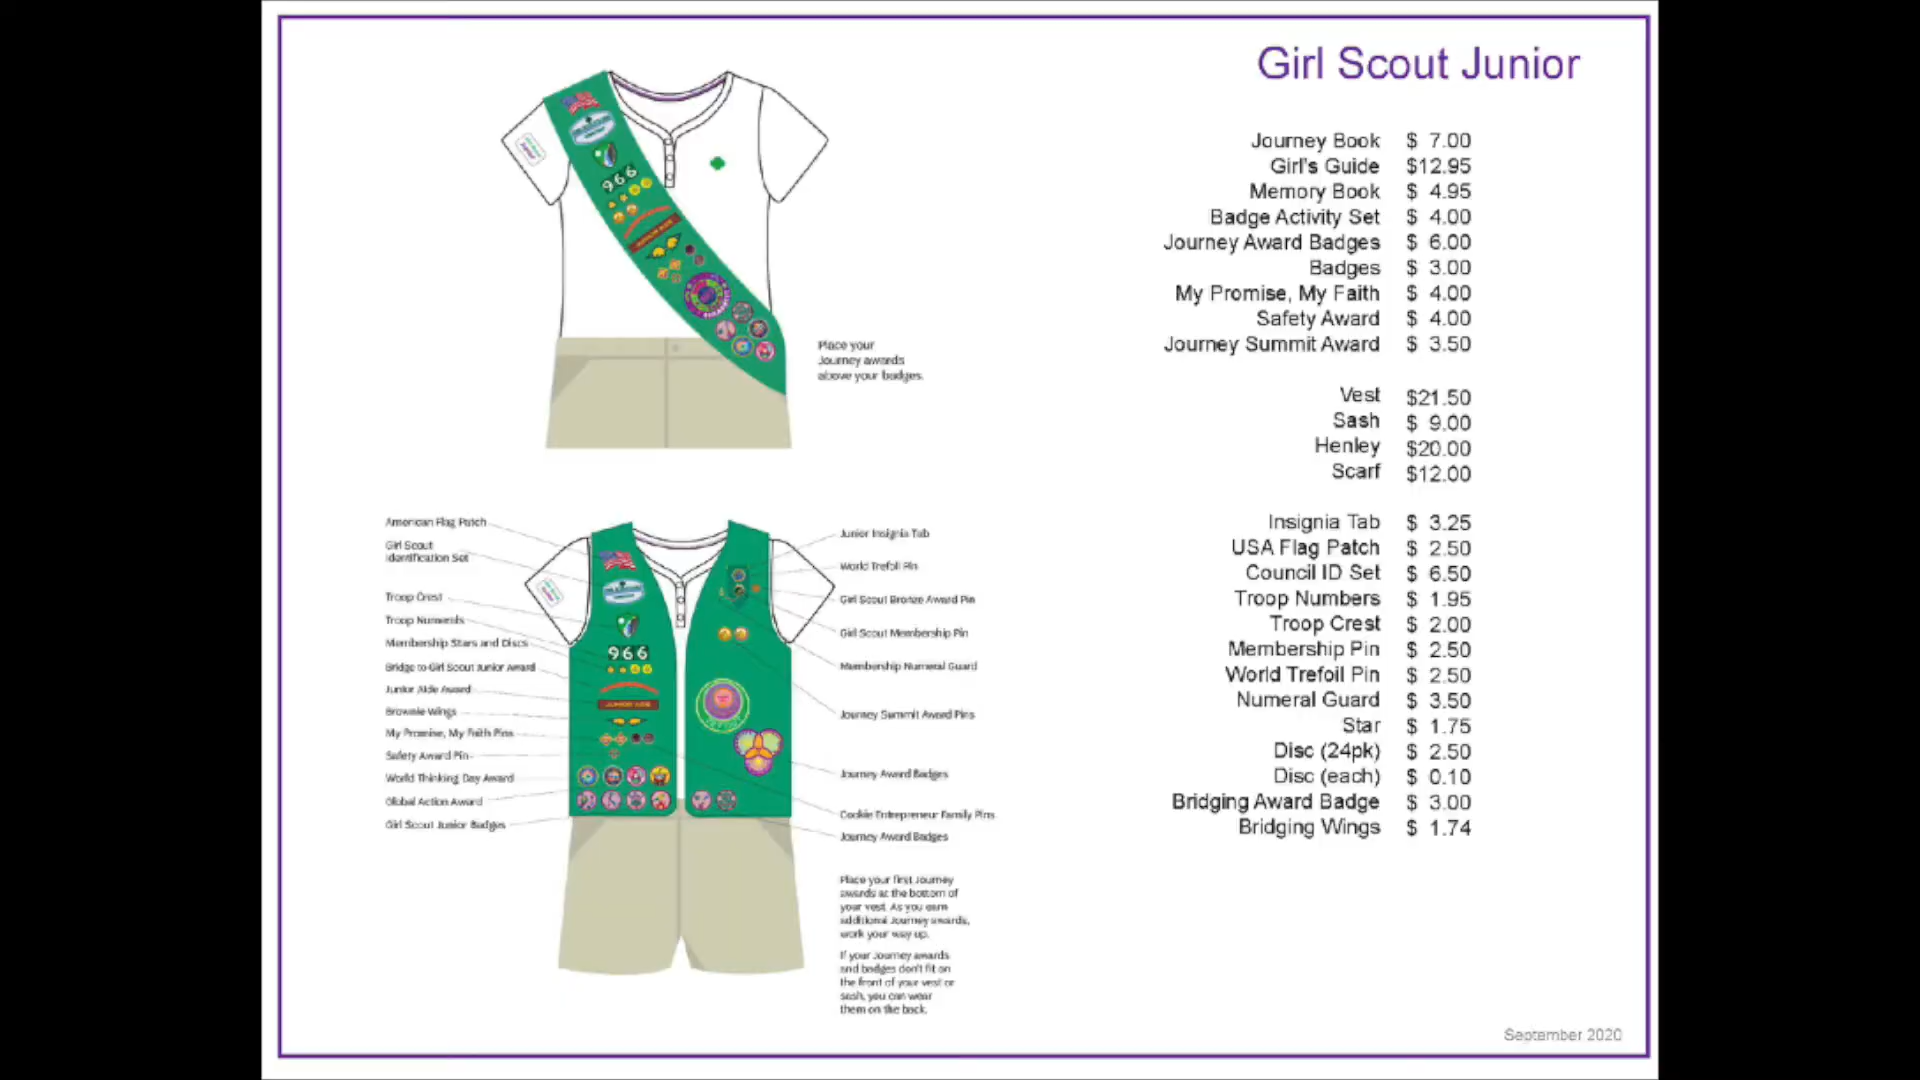 Girl Scout Junior
Journey Book $ 7.00
Girl's Guide $12.95
Memory Book $ 4.95
Badge Activity Set $ 4.00
Journey Award Badges $ 6.00
Badges $ 3.00
My Promise, My Faith $ 4.00
Safety Award $ 4.00
Journey Summit Award $ 3.50
Vest $21.50
Sash $ 9.00
Henley $20.00
Scarf $12.00
Insignia Tab $ 3.25
USA Flag Patch $ 2.50
Council ID Set $ 6.50
Troop Numbers $ 1.95
Troop Crest $ 2.00
Membership Pin $ 2.50
World Trefoil Pin $ 2.50
Numeral Guard $ 3.50
Star $ 1.75
Disc (24pk) $ 2.50
Disc (each) $ 0.10
Bridging Award Badge $ 3.00
Bridging Wings $ 1.74
966
Place your
Journey awards
above your badges.
American Flag Patch
Girl Scout
Identification Set
Troop Crest
Troop Numerals
Membership Stars and Discs
Bridge to Girl Scout Junior Award
Junior Aide Award
Brownie Wings
My Promise, My Faith Pins
Safety Award Pin
World Thinking Day Award
Global Action Award
Girl Scout Junior Badges
966
JUNIOR AIDE
Junior Insignia Tab
World Trefoil Pin
Girl Scout Bronze Award Pin
Girl Scout Membership Pin
Membership Numeral Guard
Journey Summit Award Pins
Journey Award Badges
Cookie Entrepreneur Family Pins
Journey Award Badges
Place your first Journey
awards at the bottom of
your vest. As you earn
additional Journey awards,
work your way up.
If your Journey awards
and badges don't fit on
the front of your vest or
sash, you can wear
them on the back.
September 2020